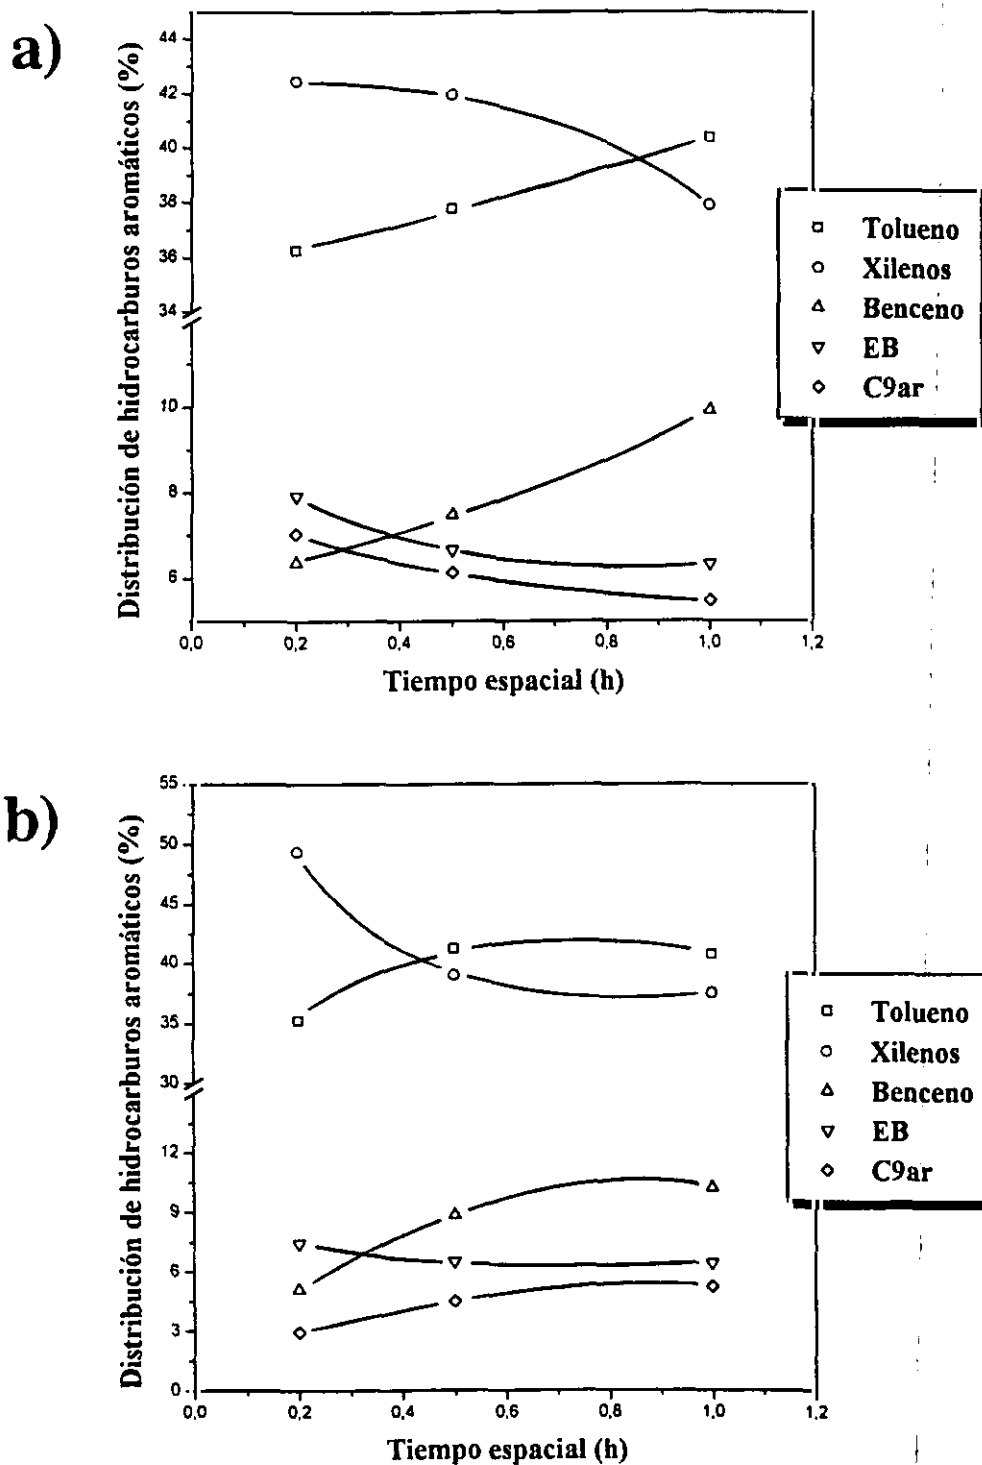 a)
Distribución de hidrocarburos aromáticos (%)
44
42
40
38
36
34
10
8
6
0,0 0,2 0,4 0,6 0,8 1,0 1,2
Tiempo espacial (h)
Tolueno
Xilenos
Benceno
EB
C9ar
b)
Distribución de hidrocarburos aromáticos (%)
55
50
45
40
35
30
12
9
6
3
0
0,0 0,2 0,4 0,6 0,8 1,0 1,2
Tiempo espacial (h)
Tolueno
Xilenos
Benceno
EB
C9ar